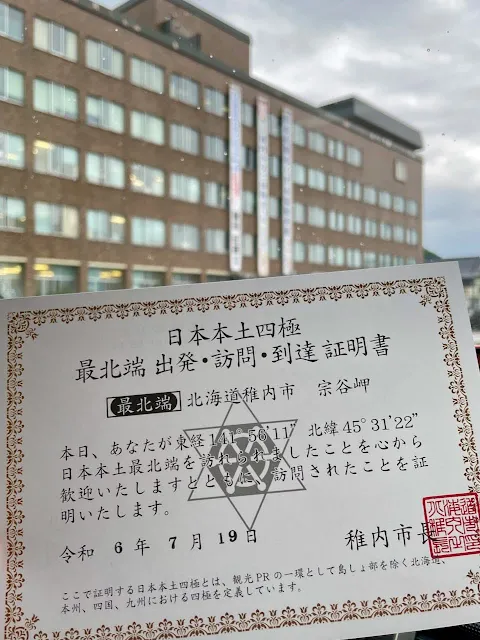 日本本土四極
最北端 出発・訪問・到達 証明書
【最北端】北海道稚内市 宗谷岬
本日、あなたが東経141°56'11" 北緯45°31'22"
日本本土最北端を訪れられましたことを心から
歓迎いたしますとともに、訪問されたことを証
明いたします。
令和 6 年 7 月 19 日
稚内市長
ここで証明する日本本土四極とは、観光PRの一環として島しょ部を除く北海道、
本州、四国、九州における四極を定義しています。